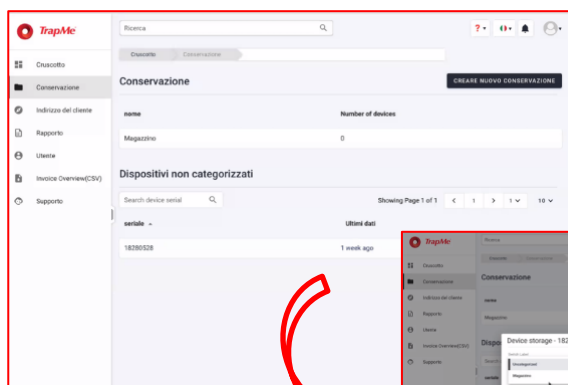 TrapMe
Ricerca
?
Cruscotto
Conservazione
Cruscotto
Conservazione
Indirizzo del cliente
Rapporto
Utente
Invoice Overview(CSV)
Supporto
Conservazione
CREARE NUOVO CONSERVAZIONE
nome
Number of devices
Magazzino
0
Dispositivi non categorizzati
Search device serial
Showing Page 1 of 1
1
1
10
seriale
Ultimi dati
18280528
1 week ago
TrapMe
Ricerca
Cruscotto
Conservazione
Indirizzo del cliente
Rapporto
Utente
Invoice Overview(CSV)
Supporto
Conservazione
Magazzino
Dispo
Device storage - 182
Uncategorized
Magazzino